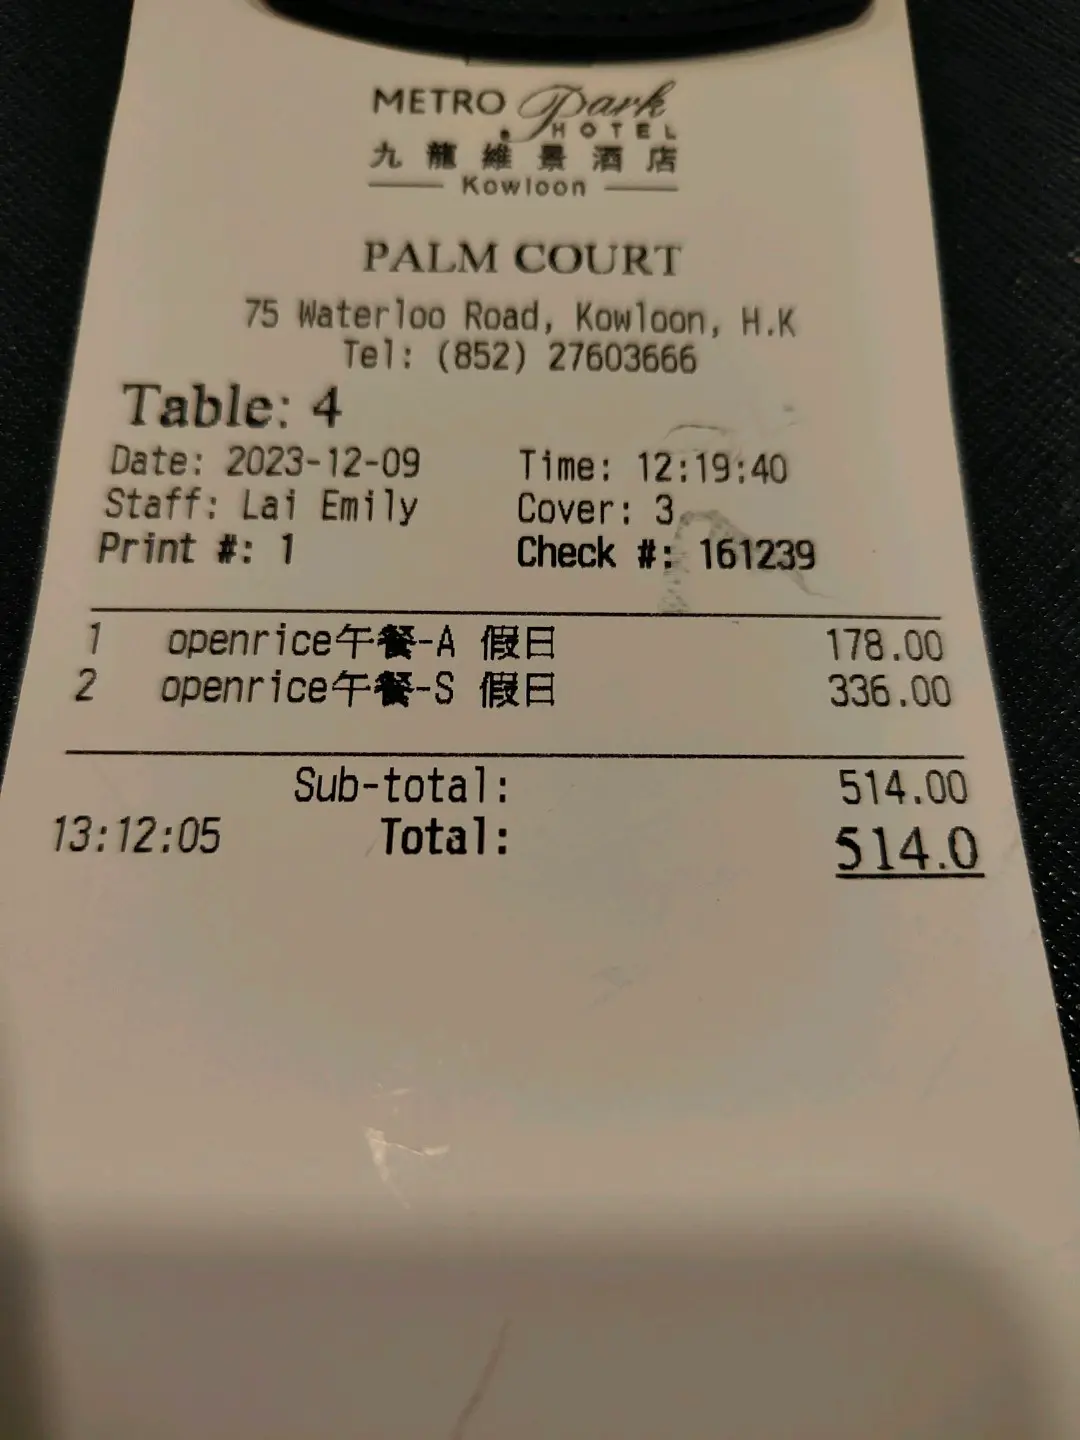 METRO Park
HOTEL
九龍維景酒店
Kowloon
PALM COURT
75 Waterloo Road, Kowloon, H.K
Tel: (852) 27603666
Table: 4
Date: 2023-12-09 Time: 12:19:40
Staff: Lai Emily Cover: 3
Print #: 1 Check #: 161239
1 openrice午餐-A 假日 178.00
2 openrice午餐-S 假日 336.00
Sub-total: 514.00
13:12:05 Total: 514.0